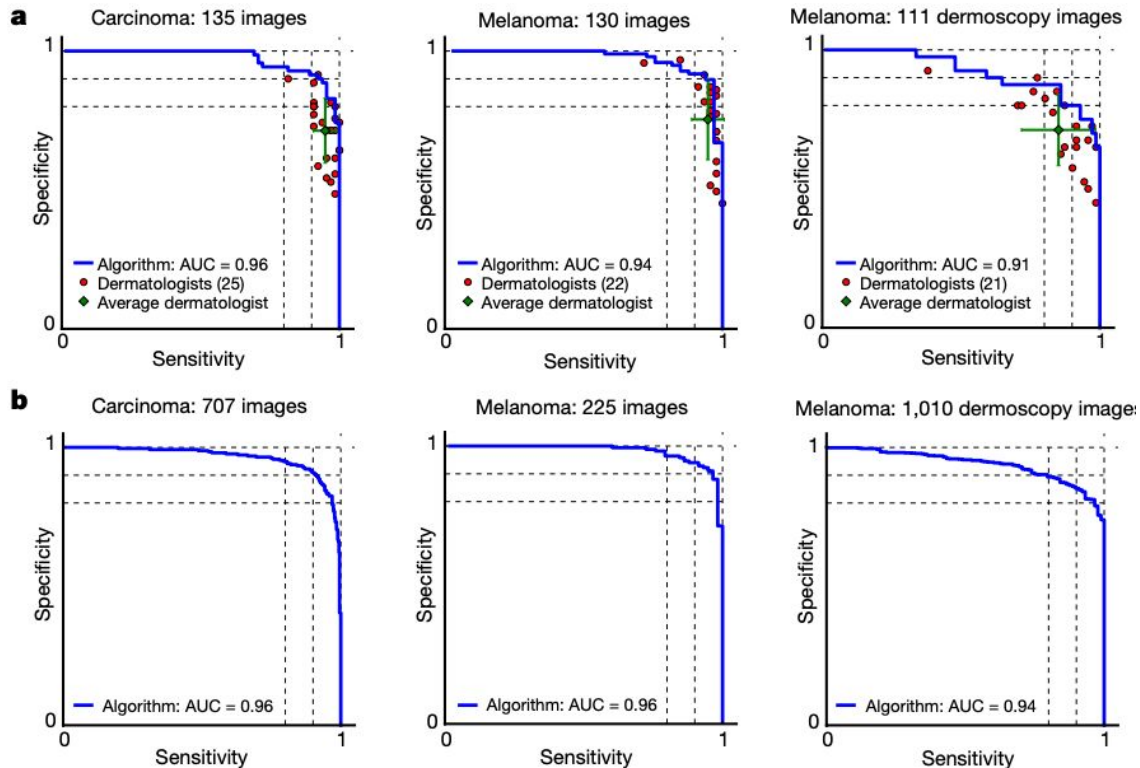 a
Carcinoma: 135 images
1
Specificity
Algorithm: AUC = 0.96
Dermatologists (25)
Average dermatologist
0
0
1
Sensitivity
Melanoma: 130 images
1
Specificity
Algorithm: AUC = 0.94
Dermatologists (22)
Average dermatologist
0
0
1
Sensitivity
Melanoma: 111 dermoscopy images
1
Specificity
Algorithm: AUC = 0.91
Dermatologists (21)
Average dermatologist
0
0
1
Sensitivity
b
Carcinoma: 707 images
1
Specificity
Algorithm: AUC = 0.96
0
0
1
Sensitivity
Melanoma: 225 images
1
Specificity
Algorithm: AUC = 0.96
0
0
1
Sensitivity
Melanoma: 1,010 dermoscopy images
1
Specificity
Algorithm: AUC = 0.94
0
0
1
Sensitivity